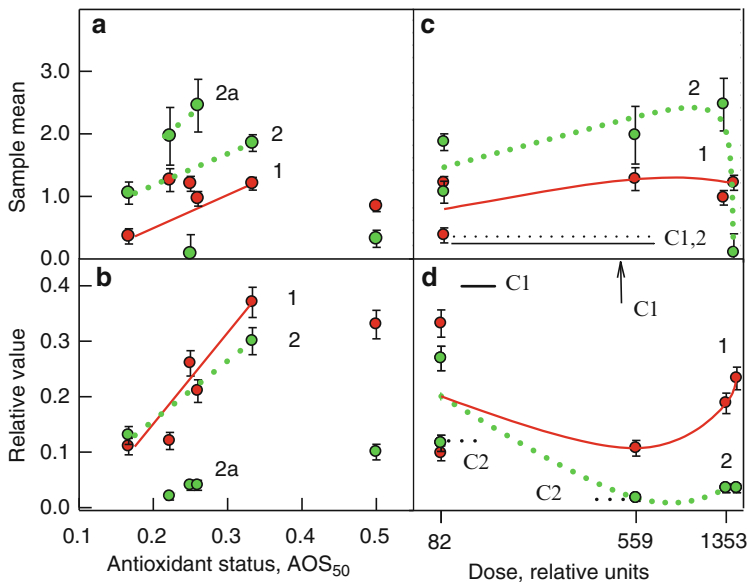 a
c
2a
2
1
2
1
C1,2
3.0
2.0
1.0
0.0
Sample mean
b
d
1
2
2a
C1
C1
1
C2
C2
2
0.4
0.3
0.2
0.1
0.0
Relative value
0.1 0.2 0.3 0.4 0.5
82 559 1353
Antioxidant status, AOS50
Dose, relative units